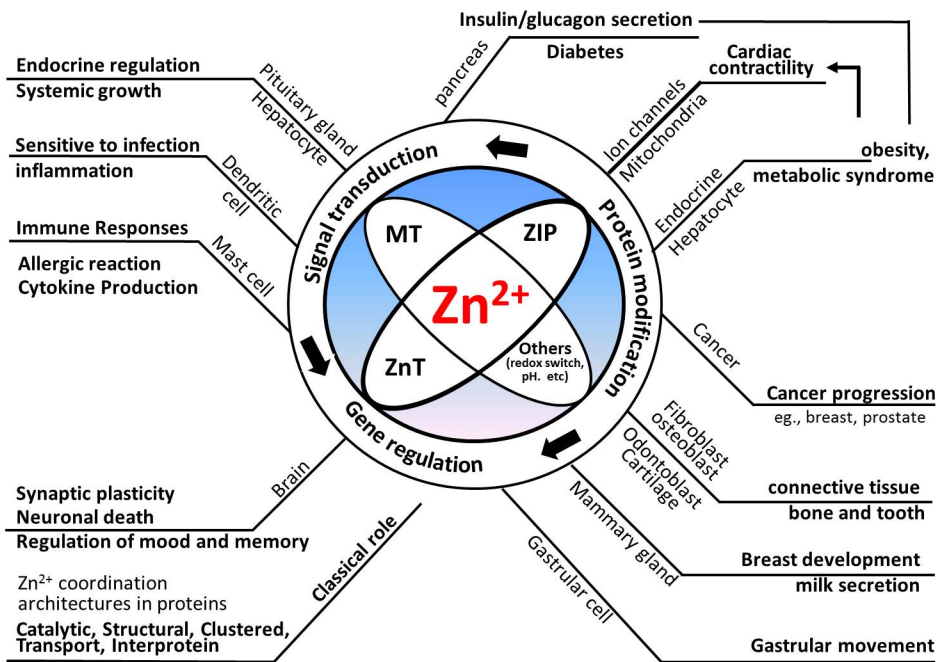 Insulin/glucagon secretion
Diabetes
pancreas
Cardiac
contractility
Ion channels
Mitochondria
obesity,
metabolic syndrome
Endocrine
Hepatocyte
Endocrine regulation
Systemic growth
Pituitary gland
Hepatocyte
Sensitive to infection
inflammation
Dendritic
cell
Immune Responses
Allergic reaction
Cytokine Production
Mast cell
Signal transduction
Protein modification
Gene regulation
MT
ZIP
Zn²⁺
ZnT
Others
(redox switch,
pH. etc)
Cancer
Cancer progression
eg., breast, prostate
Fibroblast
osteoblast
Odontoblast
Cartilage
connective tissue
bone and tooth
Mammary gland
Breast development
milk secretion
Gastrular cell
Gastrular movement
Brain
Synaptic plasticity
Neuronal death
Regulation of mood and memory
Classical role
Zn²⁺ coordination
architectures in proteins
Catalytic, Structural, Clustered,
Transport, Interprotein